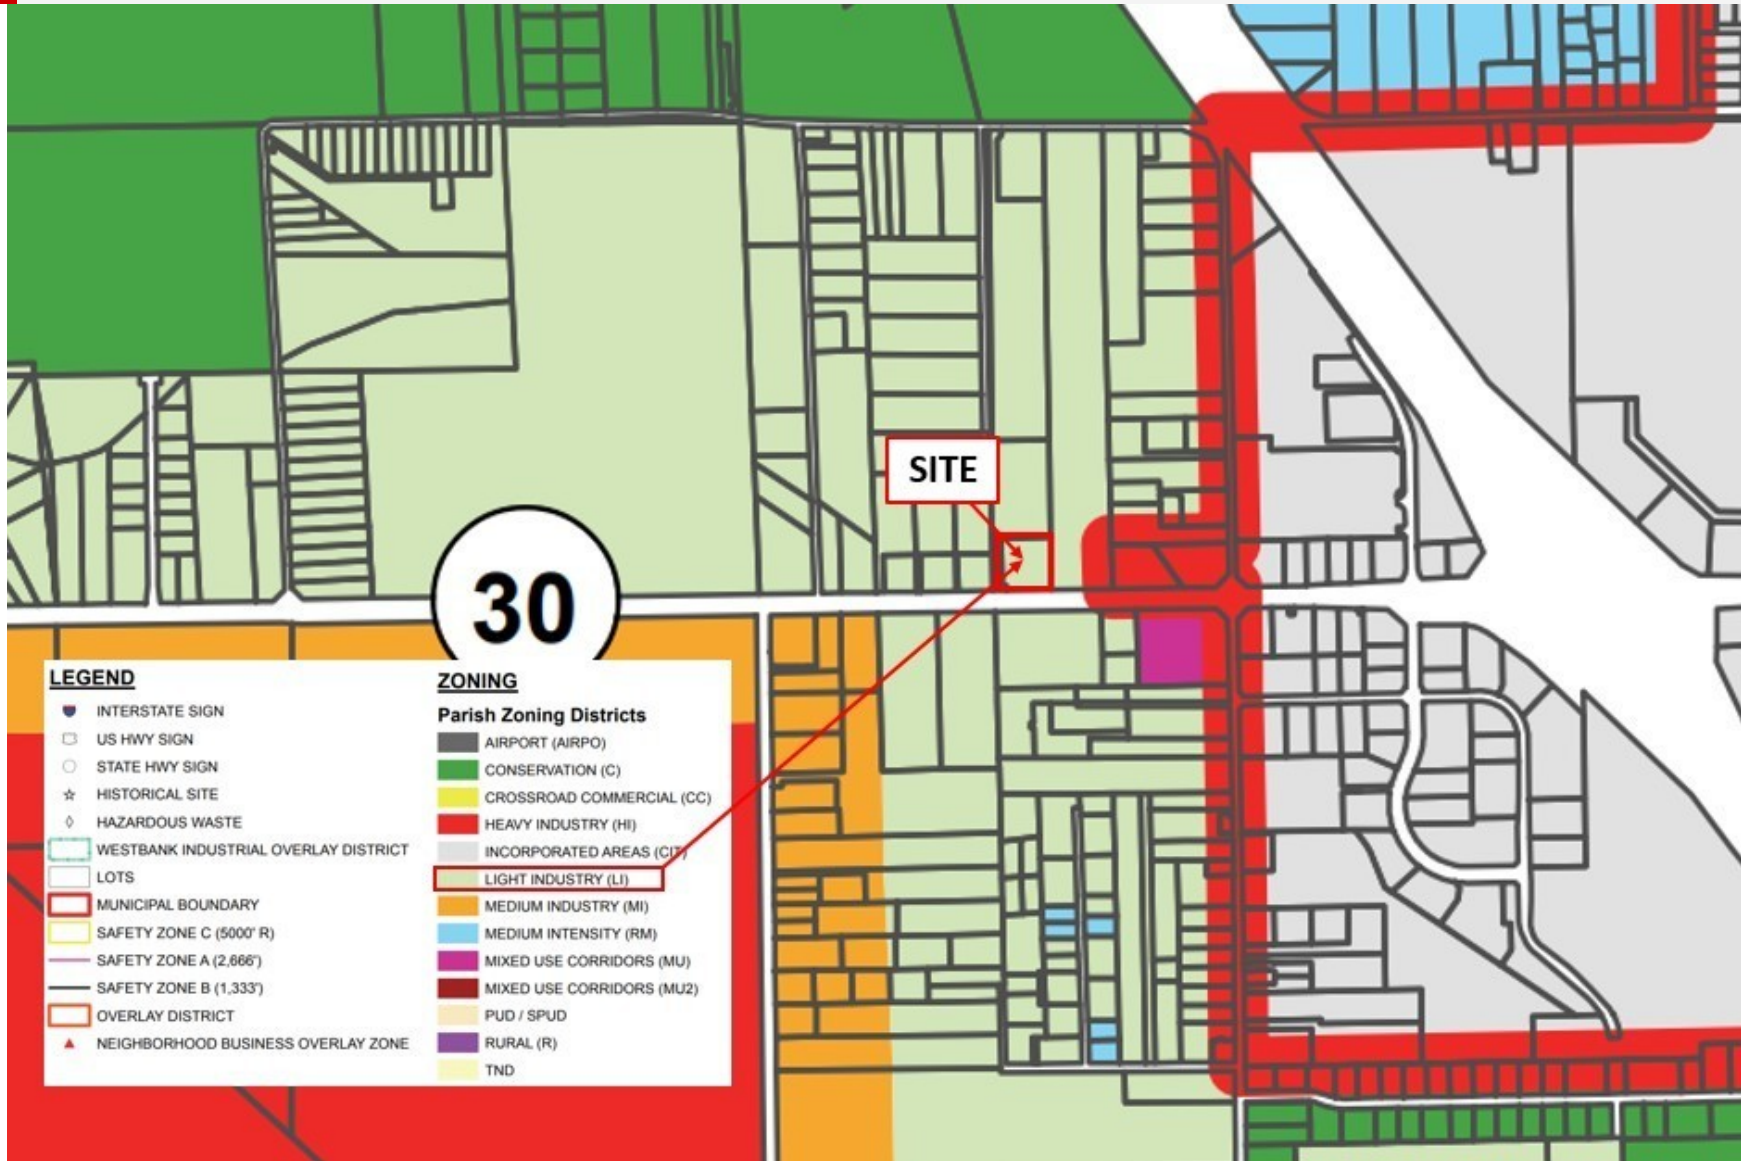 SITE
30
LEGEND
INTERSTATE SIGN
US HWY SIGN
STATE HWY SIGN
HISTORICAL SITE
HAZARDOUS WASTE
WESTBANK INDUSTRIAL OVERLAY DISTRICT
LOTS
MUNICIPAL BOUNDARY
SAFETY ZONE C (5000' R)
SAFETY ZONE A (2,666')
SAFETY ZONE B (1,333')
OVERLAY DISTRICT
NEIGHBORHOOD BUSINESS OVERLAY ZONE
ZONING
Parish Zoning Districts
AIRPORT (AIRPO)
CONSERVATION (C)
CROSSROAD COMMERCIAL (CC)
HEAVY INDUSTRY (HI)
INCORPORATED AREAS (CIT)
LIGHT INDUSTRY (LI)
MEDIUM INDUSTRY (MI)
MEDIUM INTENSITY (RM)
MIXED USE CORRIDORS (MU)
MIXED USE CORRIDORS (MU2)
PUD / SPUD
RURAL (R)
TND